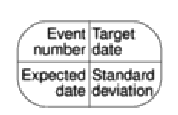 Event number
Target date
Expected date
Standard deviation